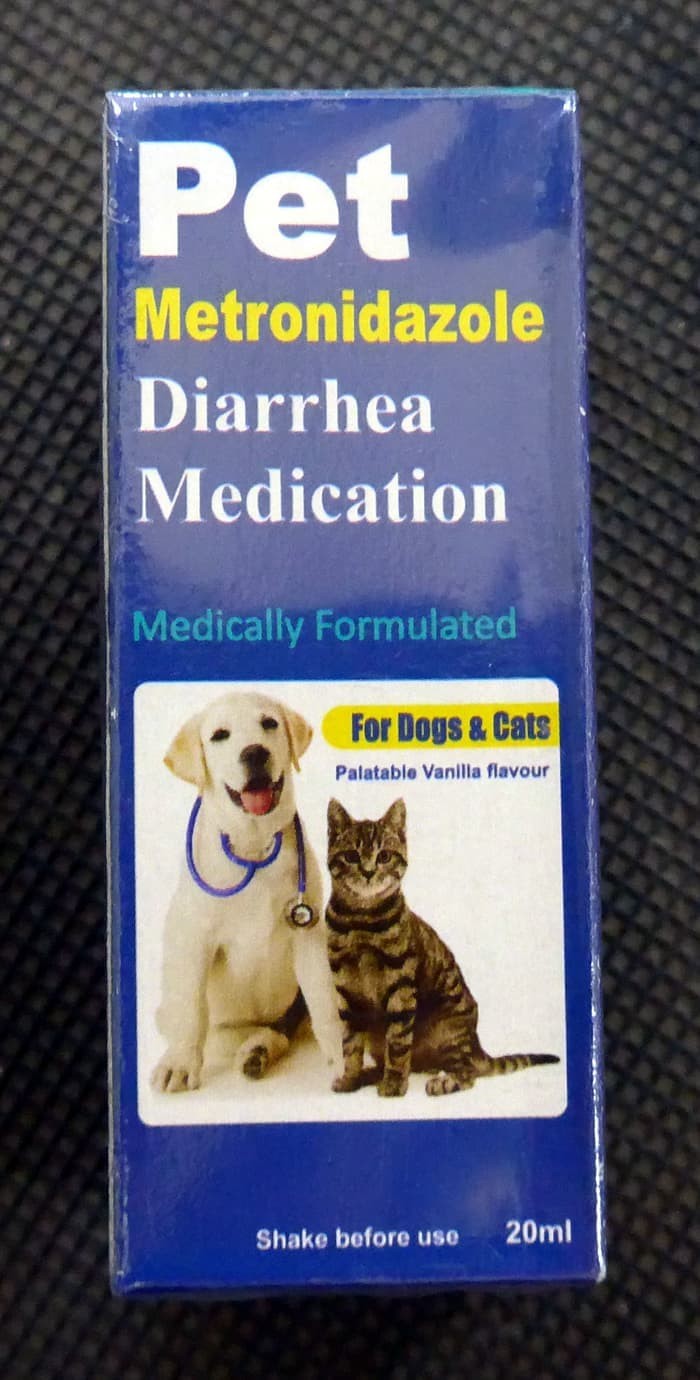 Pet
Metronidazole
Diarrhea
Medication
Medically Formulated
For Dogs & Cats
Palatable Vanilla flavour
Shake before use 20ml